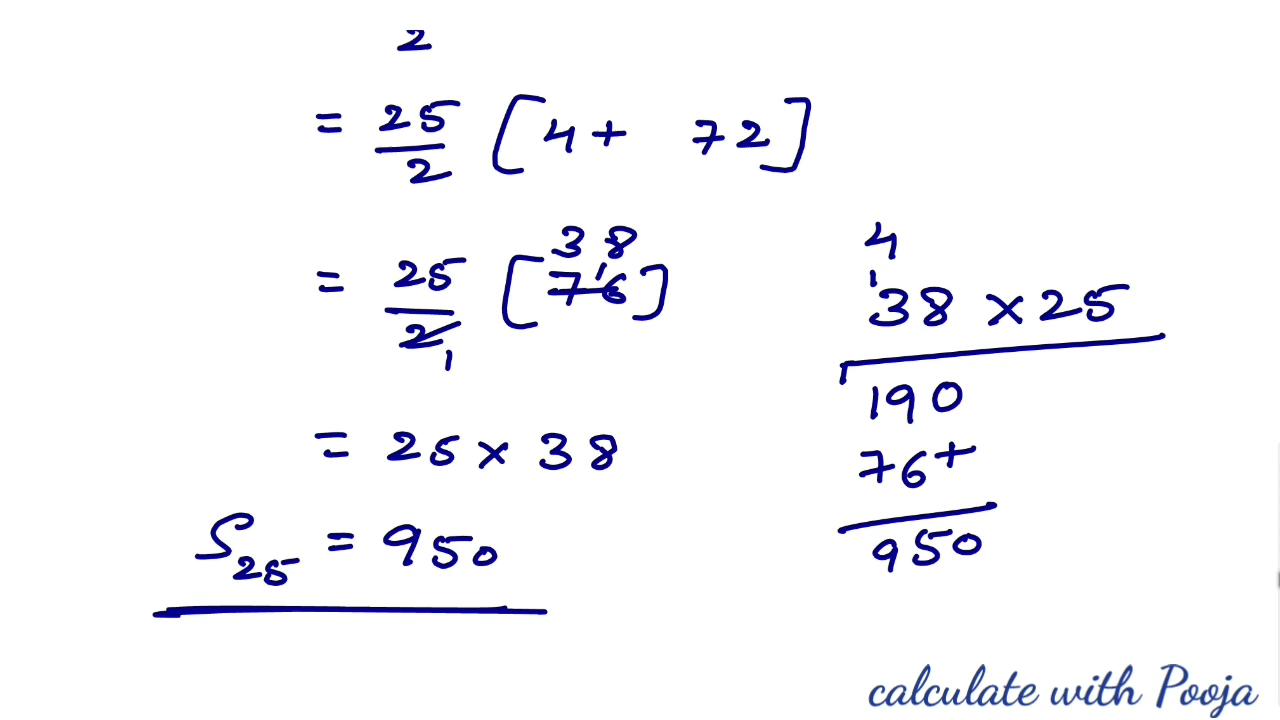 2
= 25/2 [4 + 72]
38
= 25/2 [76]
1
= 25 × 38
S25 = 950
4
1
38 × 25
190
76+
950
calculate with Pooja